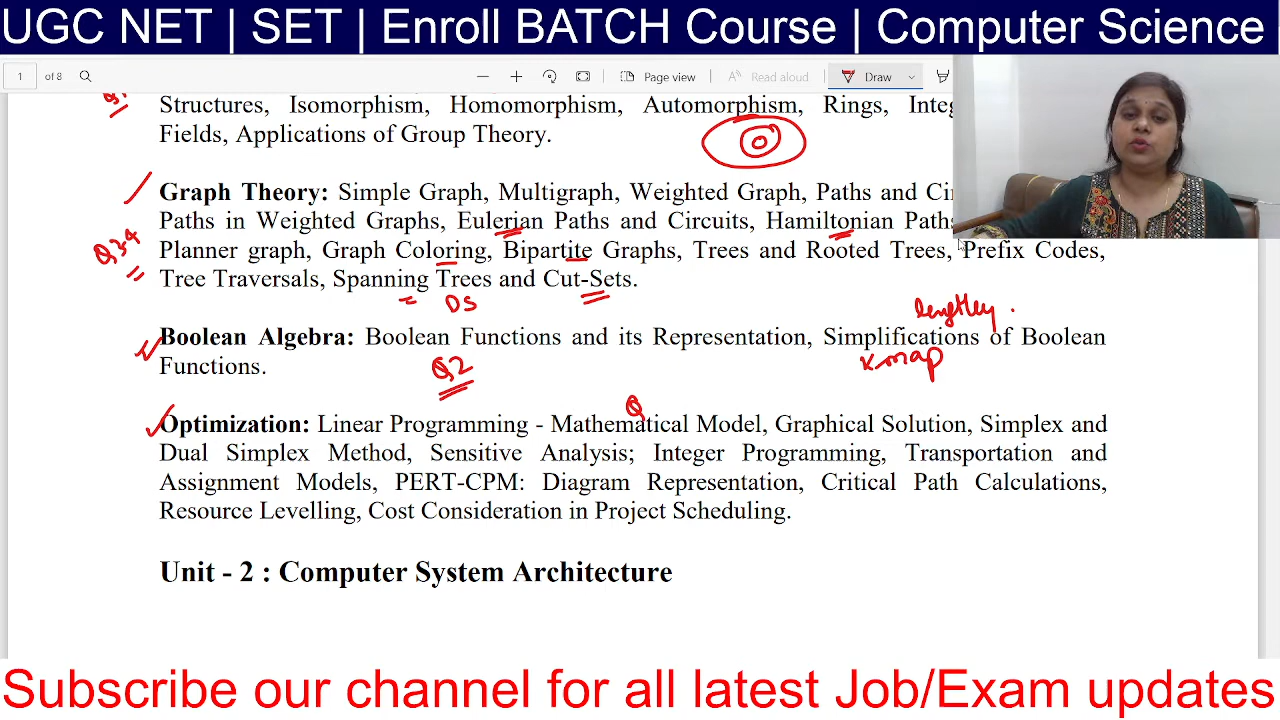 UGC NET | SET | Enroll BATCH Course | Computer Science
1 of 8 Page view Read aloud Draw
Structures, Isomorphism, Homomorphism, Automorphism, Rings, Integ
Fields, Applications of Group Theory.
Graph Theory: Simple Graph, Multigraph, Weighted Graph, Paths and Cir
Paths in Weighted Graphs, Eulerian Paths and Circuits, Hamiltonian Paths
Q34
Planner graph, Graph Coloring, Bipartite Graphs, Trees and Rooted Trees, Prefix Codes,
Tree Traversals, Spanning Trees and Cut-Sets.
DS
lengthey.
Boolean Algebra: Boolean Functions and its Representation, Simplifications of Boolean
Functions.
Q2
K-map
Q
Optimization: Linear Programming - Mathematical Model, Graphical Solution, Simplex and
Dual Simplex Method, Sensitive Analysis; Integer Programming, Transportation and
Assignment Models, PERT-CPM: Diagram Representation, Critical Path Calculations,
Resource Levelling, Cost Consideration in Project Scheduling.
Unit - 2 : Computer System Architecture
Subscribe our channel for all latest Job/Exam updates